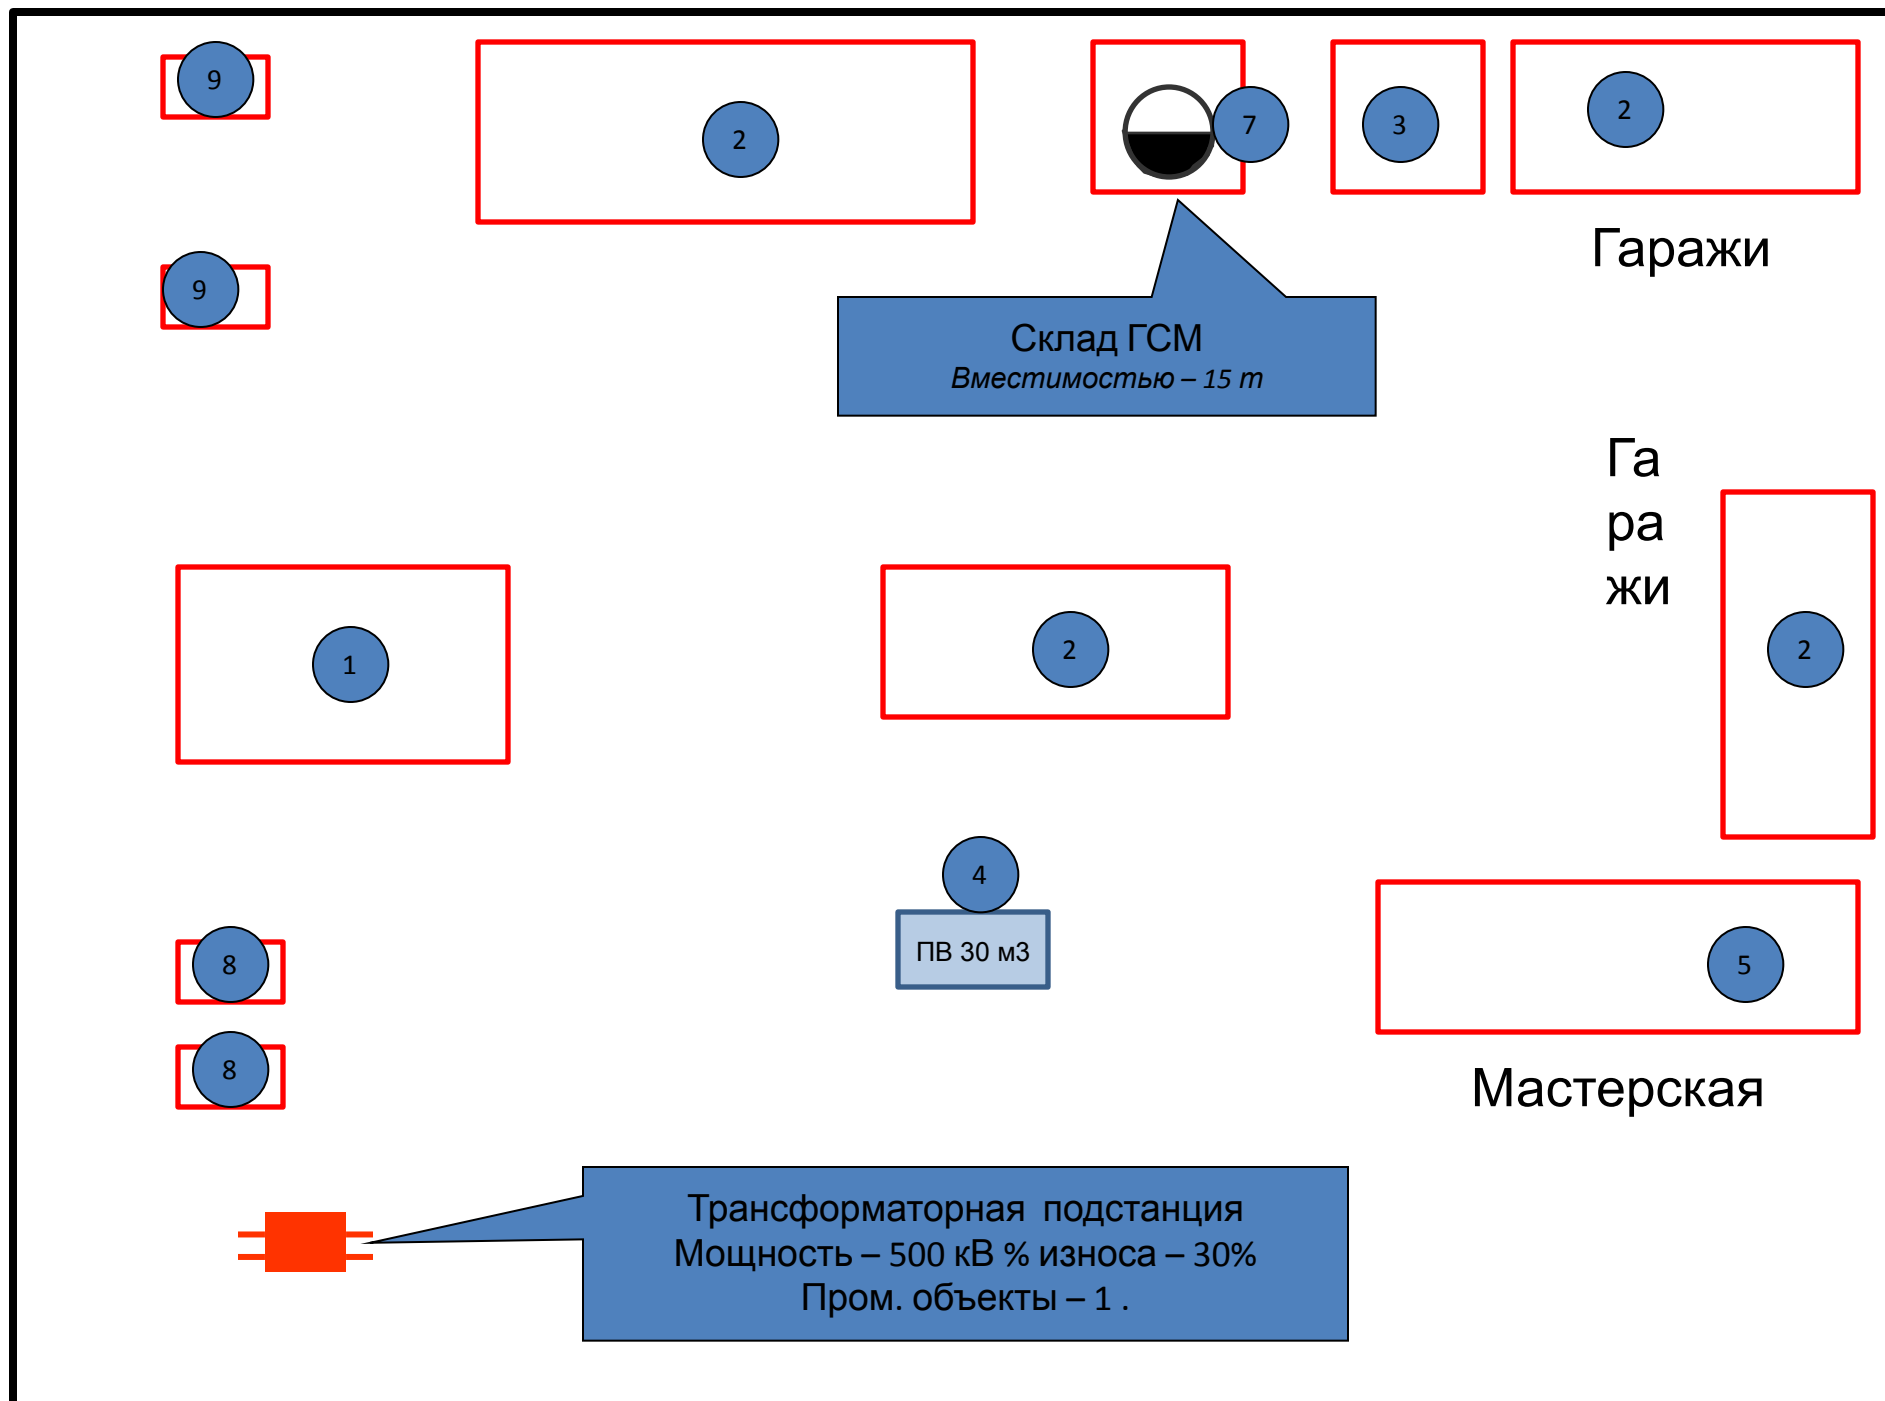 9
2
7
3
2
Гаражи
9
Склад ГСМ
Вместимостью – 15 т
Га
ра
жи
1
2
2
4
ПВ 30 м3
8
5
8
Мастерская
Трансформаторная подстанция
Мощность – 500 кВ % износа – 30%
Пром. объекты – 1 .